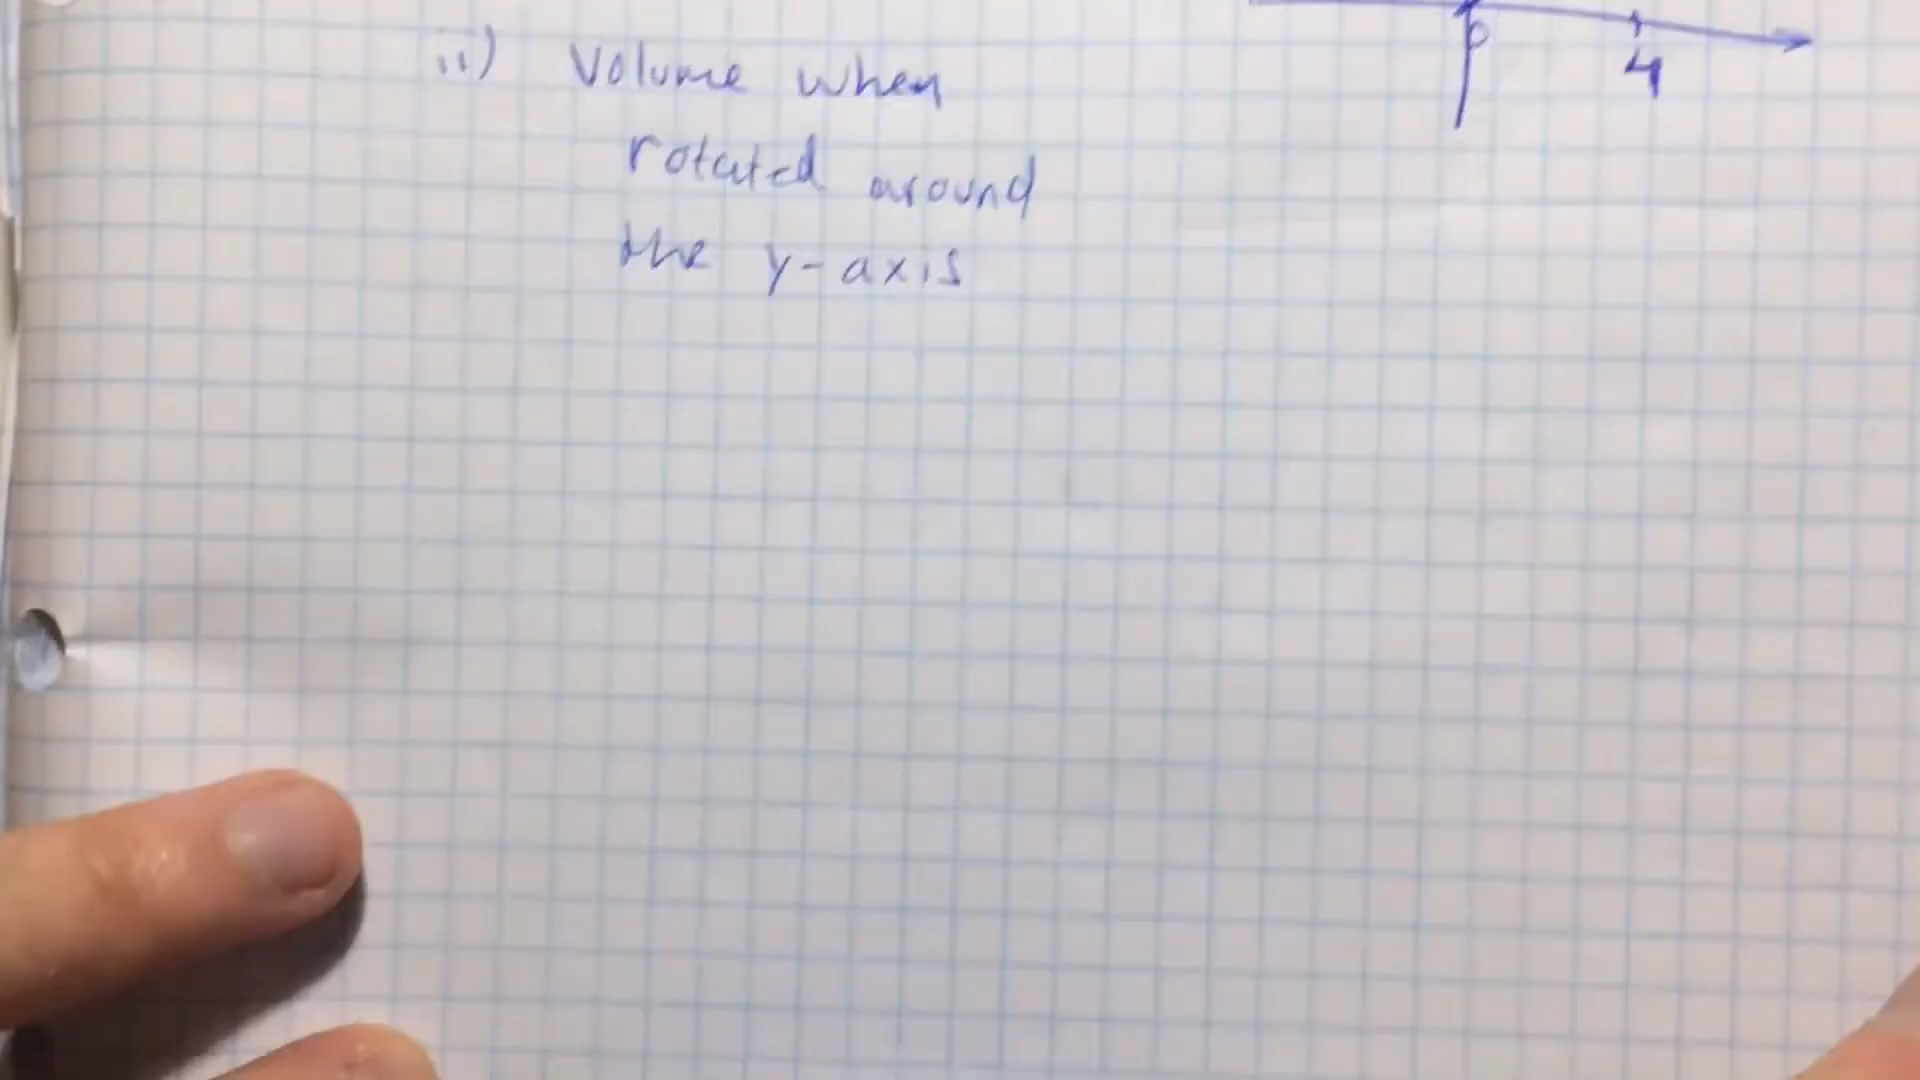 ii) Volume when
rotated around
the y-axis
0
4